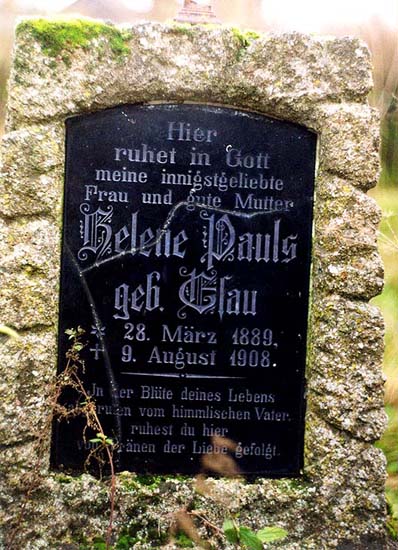 Hier
ruhet in Gott
meine innigstgeliebte
Frau und gute Mutter
Helene Pauls
geb. Esau
* 28. März 1889.
† 9. August 1908.
In der Blüte deines Lebens
vom himmlischen Vater,
ruhest du hier
der Liebe gefolgt.